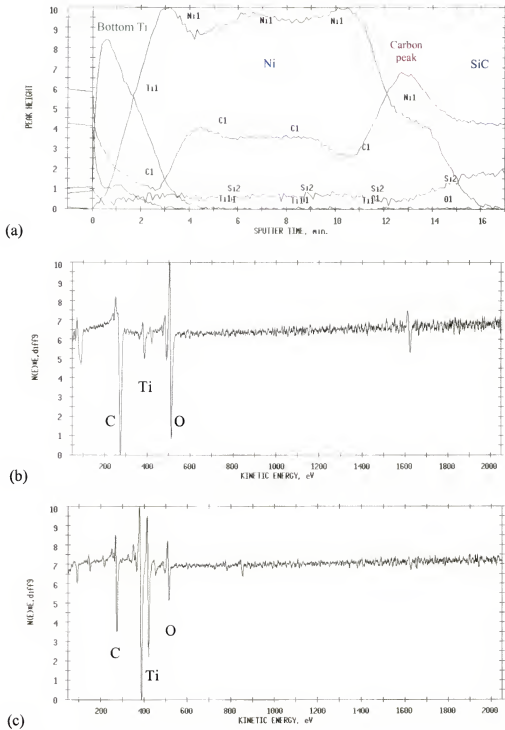 10
9
8
7
6
5
4
3
2
1
0
PEAK HEIGHT
Bottom Ti
Ni1
Ni1
Ni1
Ni
Carbon
peak
SiC
Ti1
Ni1
C1
C1
C1
C1
Si2
Si2
Si2
Si2
Ti1
Ti1
Ti1
O1
O1
0
2
4
6
8
10
12
14
16
SPUTTER TIME, min.
(a)
10
9
8
7
6
5
4
3
2
1
0
N(E)*E,diff9
C
Ti
O
200
400
600
800
1000
1200
1400
1600
1800
2000
KINETIC ENERGY, eV
(b)
10
9
8
7
6
5
4
3
2
1
0
N(E)*E,diff9
C
Ti
O
200
400
600
800
1000
1200
1400
1600
1800
2000
KINETIC ENERGY, eV
(c)